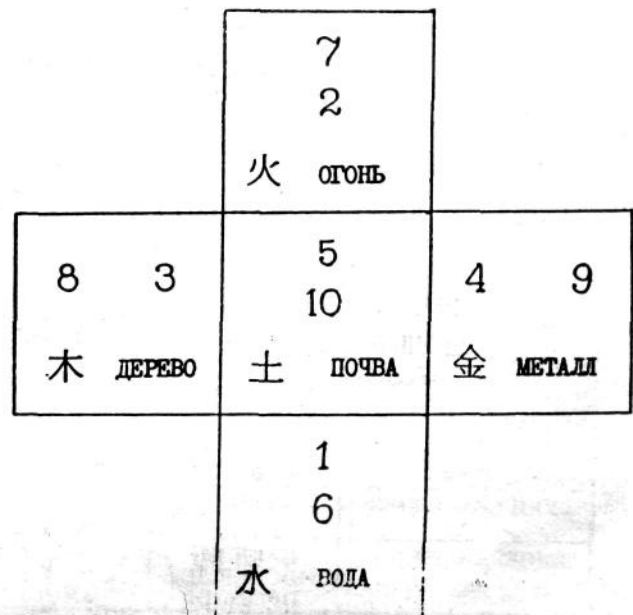 7
2
火 ОГОНЬ
8 3
木 ДЕРЕВО
5
10
土 ПОЧВА
4 9
金 МЕТАЛЛ
1
6
水 ВОДА